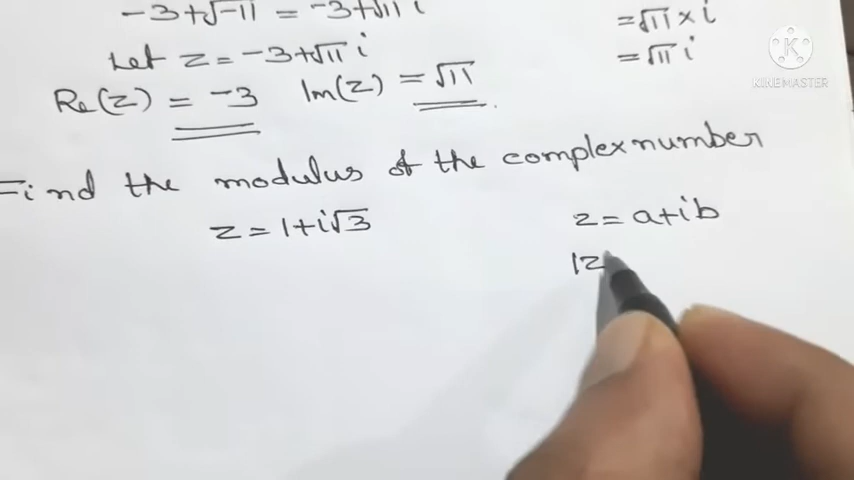 -3+√-11 = -3+√11 i
= √11 × i
Let z = -3+√11 i
= √11 i
Re(z) = -3 Im(z) = √11
Find the modulus of the complex number
z = 1+i√3
z = a+ib
|z
KINEMASTER